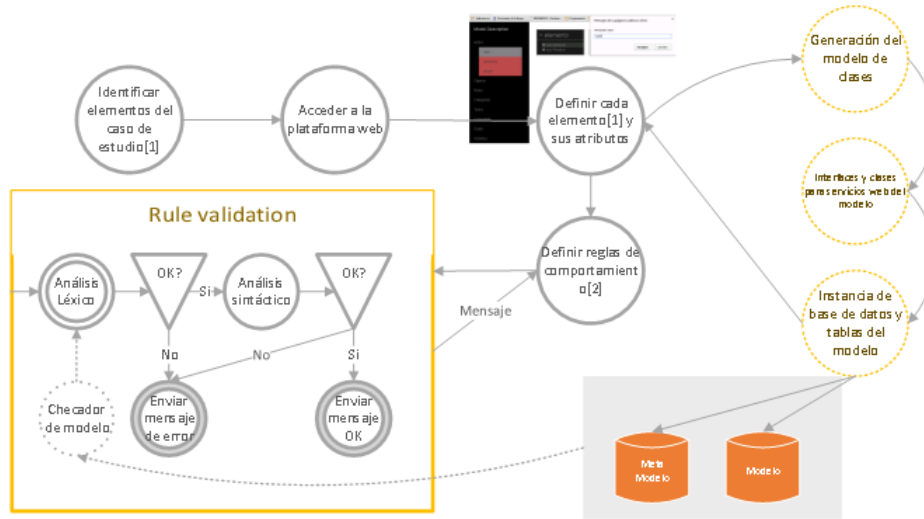 Identificar
elementos del
caso de
estudio[1]
Acceder a la
plataforma web
Definir cada
elemento[1] y
sus atributos
Generación del
modelo de
clases
Interfaces y clases
para servicios web del
modelo
Instancia de
base de datos y
tablas del
modelo
Definir reglas de
comportamient
o[2]
Mensaje
Rule validation
Análisis
Léxico
OK?
Si
Análisis
sintáctico
OK?
No
No
Si
Checador
de modelo
Enviar
mensaje
de error
Enviar
mensaje
OK
Meta
Modelo
Modelo